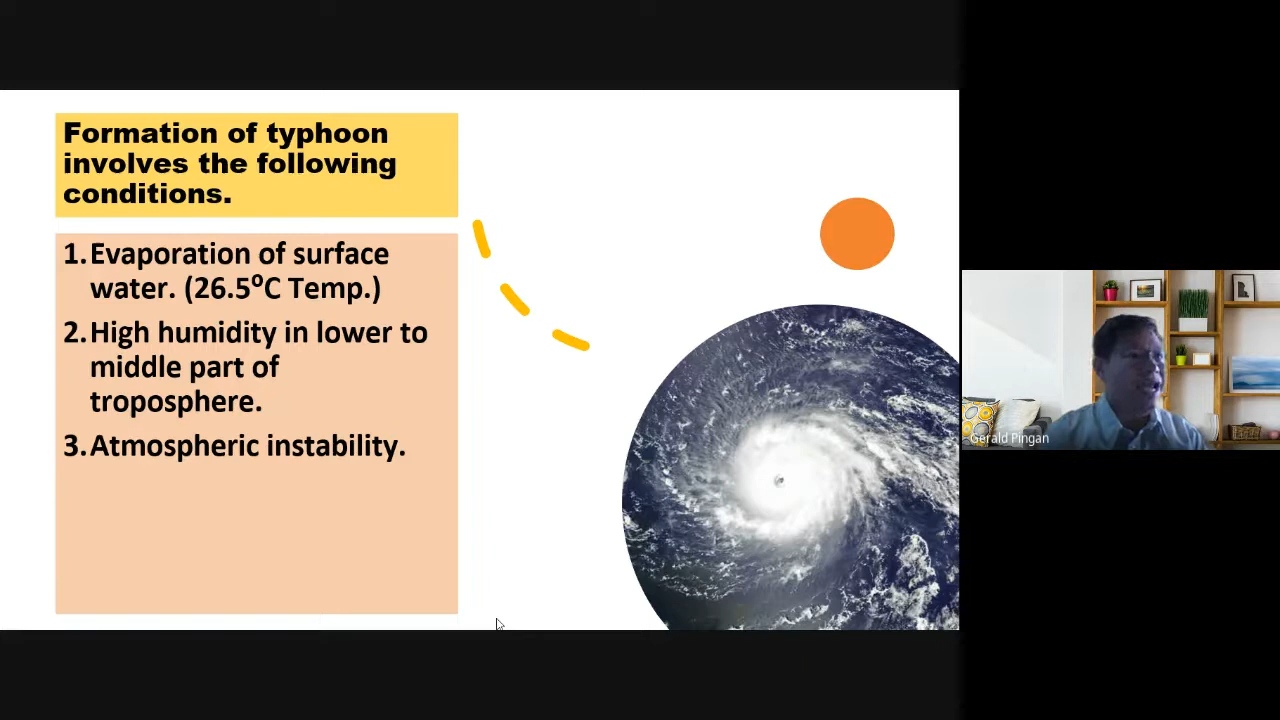 Formation of typhoon
involves the following
conditions.
1. Evaporation of surface
water. (26.5⁰C Temp.)
2. High humidity in lower to
middle part of
troposphere.
3. Atmospheric instability.
Gerald Pingan